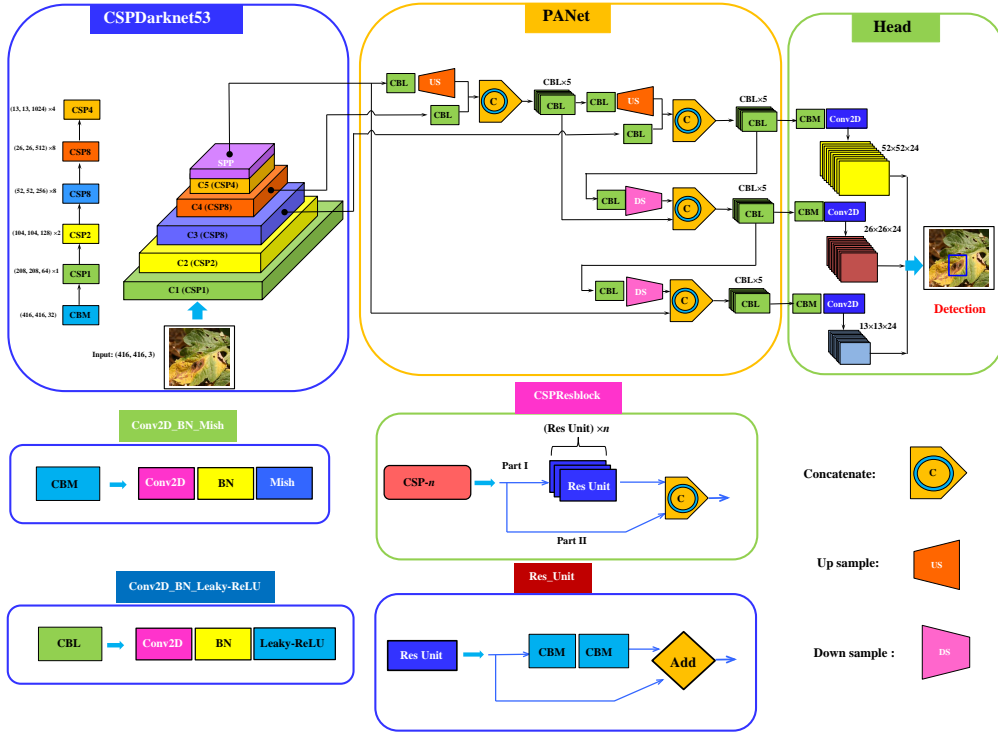 CSPDarknet53
(13, 13, 1024) ×4
CSP4
(26, 26, 512) ×8
CSP8
(52, 52, 256) ×8
CSP8
(104, 104, 128) ×2
CSP2
(208, 208, 64) ×1
CSP1
(416, 416, 32)
CBM
SPP
C5 (CSP4)
C4 (CSP8)
C3 (CSP8)
C2 (CSP2)
C1 (CSP1)
Input: (416, 416, 3)
PANet
CBL
US
CBL
C
CBL×5
CBL
CBL
US
CBL
C
CBL×5
CBL
CBL
DS
C
CBL×5
CBL
CBL
DS
C
CBL×5
CBL
Head
CBM
Conv2D
52×52×24
CBM
Conv2D
26×26×24
CBM
Conv2D
13×13×24
Detection
Conv2D_BN_Mish
CBM
Conv2D
BN
Mish
CSPResblock
(Res Unit) ×n
CSP-n
Part I
Res Unit
C
Part II
Conv2D_BN_Leaky-ReLU
CBL
Conv2D
BN
Leaky-ReLU
Res_Unit
Res Unit
CBM
CBM
Add
Concatenate:
C
Up sample:
US
Down sample :
DS